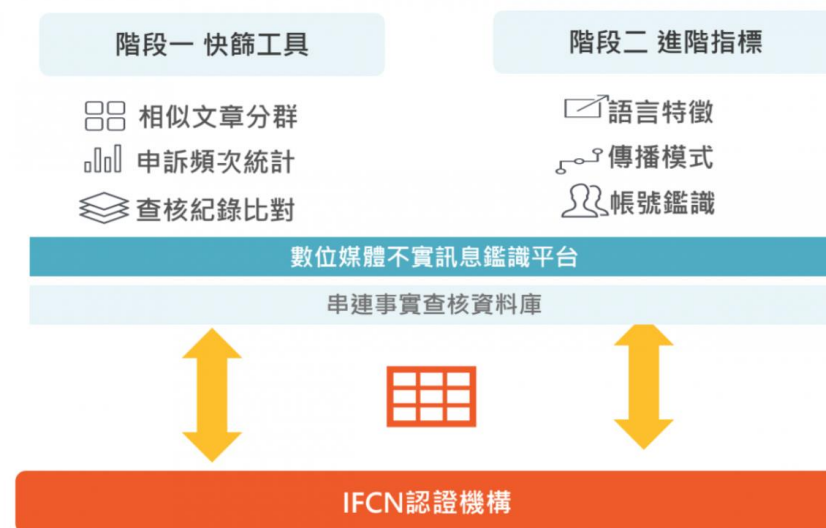 階段一 快篩工具
相似文章分群
申訴頻次統計
查核紀錄比對
階段二 進階指標
語言特徵
傳播模式
帳號鑑識
數位媒體不實訊息鑑識平台
串連事實查核資料庫
IFCN認證機構